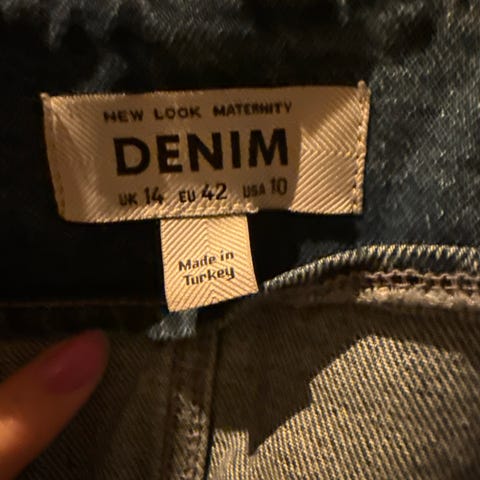 NEW LOOK MATERNITY
DENIM
UK 14 EU 42 USA 10
Made in
Turkey